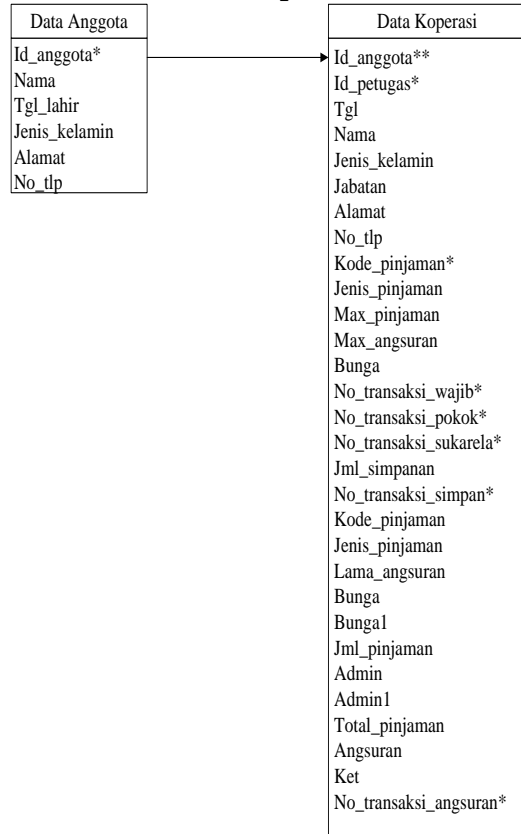 Data Anggota
Id_anggota*
Nama
Tgl_lahir
Jenis_kelamin
Alamat
No_tlp
Data Koperasi
Id_anggota**
Id_petugas*
Tgl
Nama
Jenis_kelamin
Jabatan
Alamat
No_tlp
Kode_pinjaman*
Jenis_pinjaman
Max_pinjaman
Max_angsuran
Bunga
No_transaksi_wajib*
No_transaksi_pokok*
No_transaksi_sukarela*
Jml_simpanan
No_transaksi_simpan*
Kode_pinjaman
Jenis_pinjaman
Lama_angsuran
Bunga
Bunga1
Jml_pinjaman
Admin
Admin1
Total_pinjaman
Angsuran
Ket
No_transaksi_angsuran*